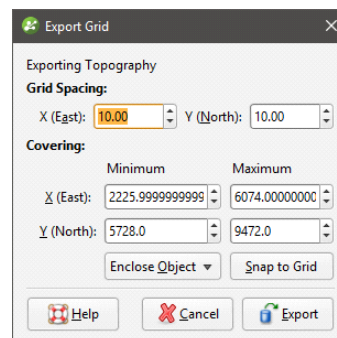 Export Grid
Exporting Topography
Grid Spacing:
X (East): 10.00 Y (North): 10.00
Covering:
Minimum Maximum
X (East): 2225.9999999999 6074.00000000
Y (North): 5728.0 9472.0
Enclose Object Snap to Grid
Help Cancel Export